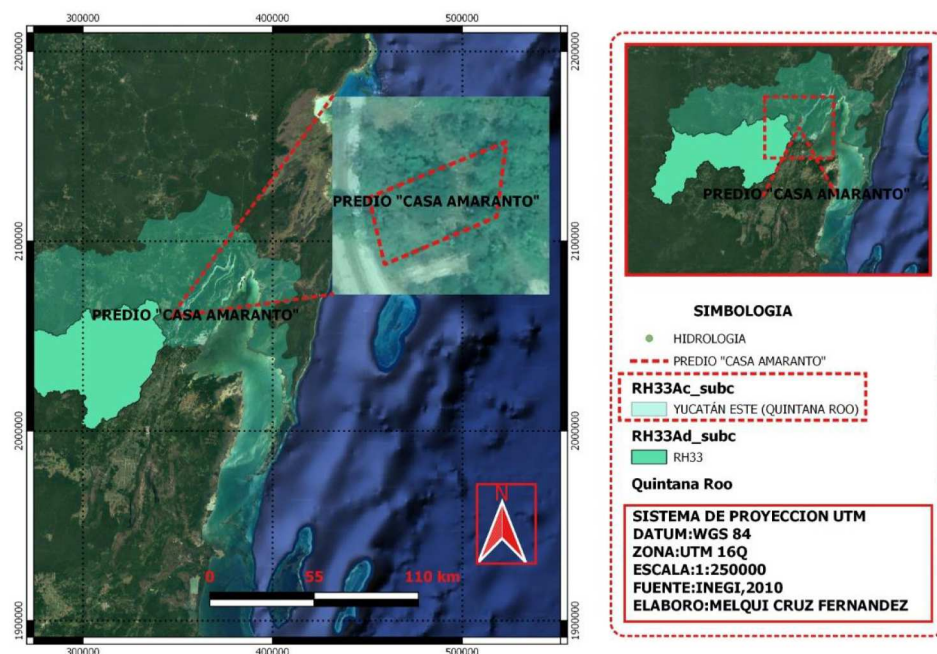 300000
400000
500000
2200000
2200000
PREDIO "CASA AMARANTO"
2100000
2100000
PREDIO "CASA AMARANTO"
2000000
2000000
N
0
55
110 km
1900000
1900000
300000
400000
500000
PREDIO "CASA AMARANTO"
SIMBOLOGIA
HIDROLOGIA
PREDIO "CASA AMARANTO"
RH33Ac_subc
YUCATÁN ESTE (QUINTANA ROO)
RH33Ad_subc
RH33
Quintana Roo
SISTEMA DE PROYECCION UTM
DATUM:WGS 84
ZONA:UTM 16Q
ESCALA:1:250000
FUENTE:INEGI,2010
ELABORO:MELQUI CRUZ FERNANDEZ